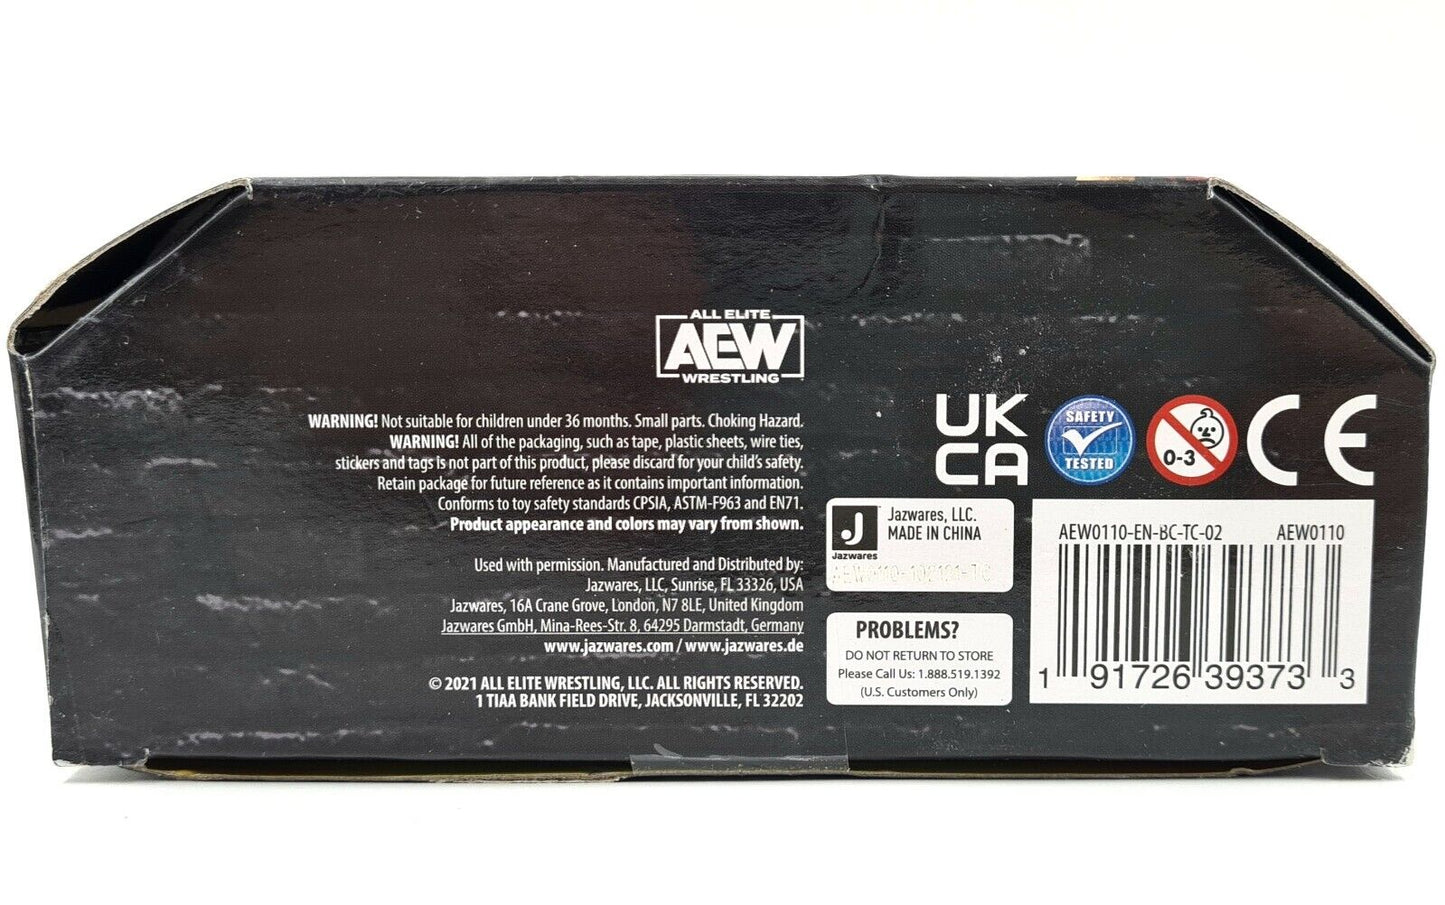 ALL ELITE
AEW
WRESTLING
WARNING! Not suitable for children under 36 months. Small parts. Choking Hazard.
WARNING! All of the packaging, such as tape, plastic sheets, wire ties,
stickers and tags is not part of this product, please discard for your child's safety.
Retain package for future reference as it contains important information.
Conforms to toy safety standards CPSIA, ASTM-F963 and EN71.
Product appearance and colors may vary from shown.
Used with permission. Manufactured and Distributed by:
Jazwares, LLC, Sunrise, FL 33326, USA
Jazwares, 16A Crane Grove, London, N7 8LE, United Kingdom
Jazwares GmbH, Mina-Rees-Str. 8, 64295 Darmstadt, Germany
www.jazwares.com / www.jazwares.de
© 2021 ALL ELITE WRESTLING, LLC. ALL RIGHTS RESERVED.
1 TIAA BANK FIELD DRIVE, JACKSONVILLE, FL 32202
UK
CA
SAFETY
TESTED
0-3
CE
J
Jazwares
Jazwares, LLC.
MADE IN CHINA
AEW0110-102121-TC
PROBLEMS?
DO NOT RETURN TO STORE
Please Call Us: 1.888.519.1392
(U.S. Customers Only)
AEW0110-EN-BC-TC-02 AEW0110
1 91726 39373 3